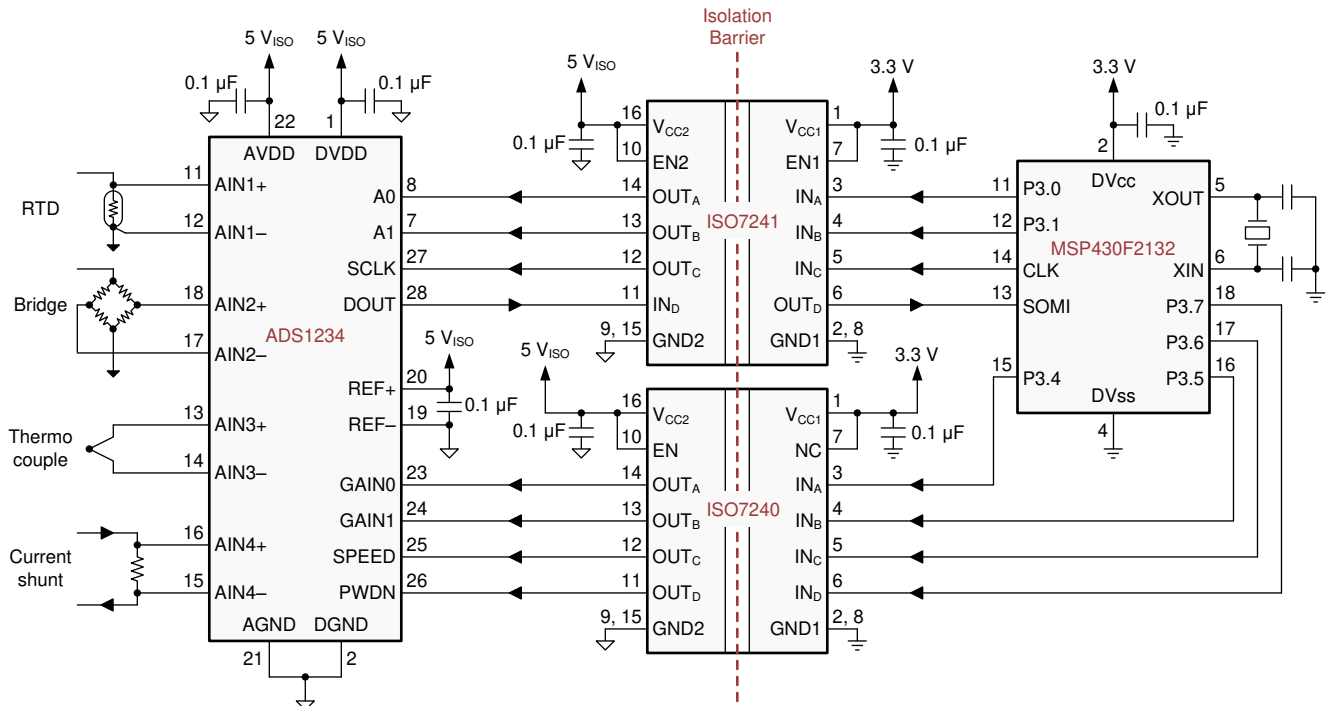 Isolation
Barrier
5 VISO
5 VISO
0.1 µF
0.1 µF
22
1
AVDD
DVDD
RTD
11
AIN1+
12
AIN1–
Bridge
18
AIN2+
17
AIN2–
Thermo
couple
13
AIN3+
14
AIN3–
Current
shunt
16
AIN4+
15
AIN4–
ADS1234
A0
8
A1
7
SCLK
27
DOUT
28
5 VISO
REF+
20
0.1 µF
REF–
19
GAIN0
23
GAIN1
24
SPEED
25
PWDN
26
AGND
DGND
21
2
5 VISO
0.1 µF
16
VCC2
10
EN2
14
OUTA
13
OUTB
12
OUTC
11
IND
9, 15
GND2
ISO7241
3.3 V
1
VCC1
0.1 µF
7
EN1
3
INA
4
INB
5
INC
6
OUTD
2, 8
GND1
5 VISO
0.1 µF
16
VCC2
10
EN
14
OUTA
13
OUTB
12
OUTC
11
OUTD
9, 15
GND2
ISO7240
3.3 V
1
VCC1
0.1 µF
7
NC
3
INA
4
INB
5
INC
6
IND
2, 8
GND1
3.3 V
0.1 µF
2
DVcc
11
P3.0
12
P3.1
14
CLK
13
SOMI
15
P3.4
MSP430F2132
XOUT
5
XIN
6
P3.7
18
P3.6
17
P3.5
16
DVss
4